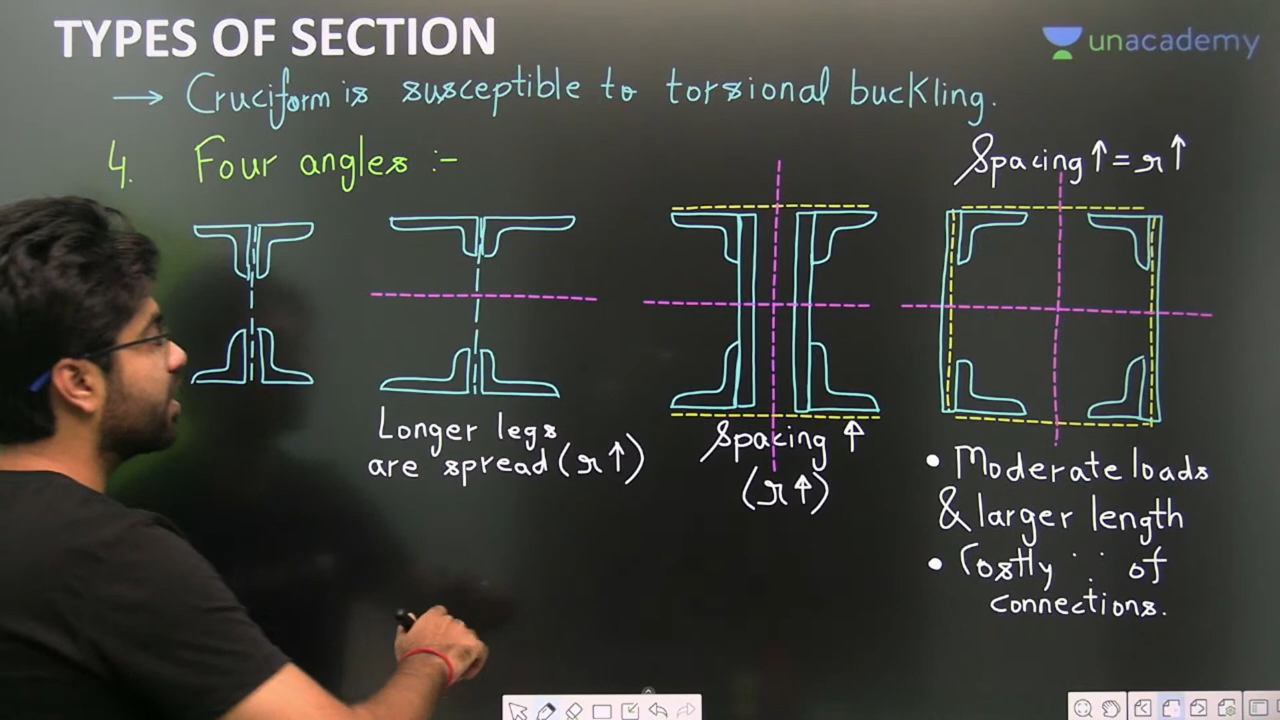 TYPES OF SECTION
unacademy
→ Cruciform is susceptible to torsional buckling.
4. Four angles :-
Spacing ↑ = r ↑
Longer legs
are spread (r ↑)
Spacing ↑
(r ↑)
• Moderate loads
& larger length
• Costly ∵ of
connections.